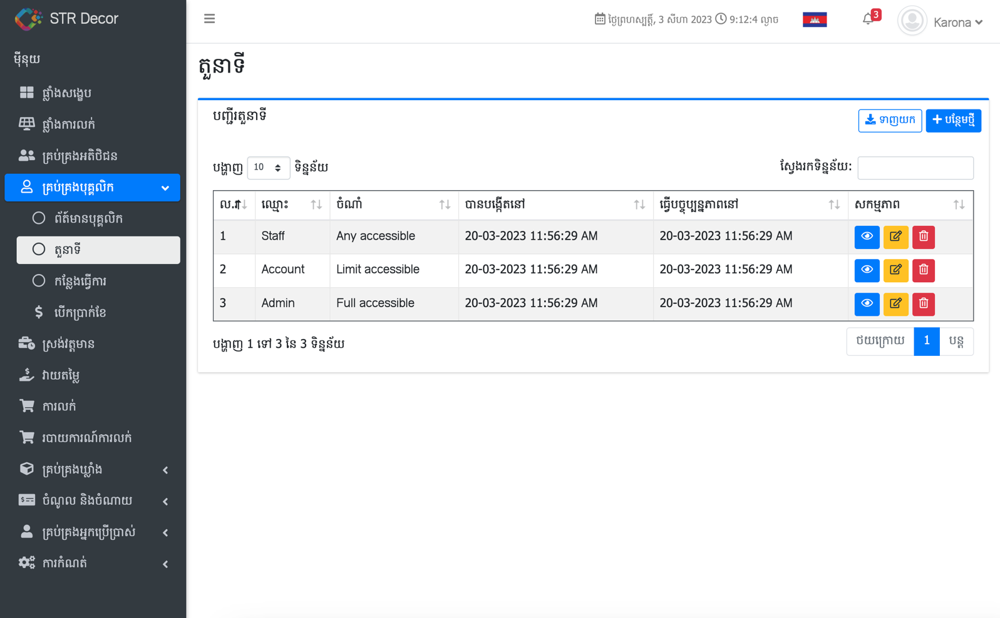 STR Decor
ម៉ីនុយ
ផ្ទាំងសង្ខេប
ផ្ទាំងការលក់
គ្រប់គ្រងអតិថិជន
គ្រប់គ្រងបុគ្គលិក
ព័ត៍មានបុគ្គលិក
តួនាទី
កន្លែងធ្វើការ
បើកប្រាក់ខែ
ស្រង់វត្តមាន
វាយតម្លៃ
ការលក់
របាយការណ៍ការលក់
គ្រប់គ្រងឃ្លាំង
ចំណូល និងចំណាយ
គ្រប់គ្រងអ្នកប្រើប្រាស់
ការកំណត់
ថ្ងៃព្រហស្បត្តិ៍, 3 សីហា 2023 9:12:4 ល្ងាច
3
Karona
តួនាទី
បញ្ជីរតួនាទី
ទាញយក
បន្ថែមថ្មី
បង្ហាញ 10 ទិន្នន័យ
ស្វែងរកទិន្នន័យ:
ល.រ ឈ្មោះ ចំណាំ បានបង្កើតនៅ ធ្វើបច្ចុប្បន្នភាពនៅ សកម្មភាព
1 Staff Any accessible 20-03-2023 11:56:29 AM 20-03-2023 11:56:29 AM
2 Account Limit accessible 20-03-2023 11:56:29 AM 20-03-2023 11:56:29 AM
3 Admin Full accessible 20-03-2023 11:56:29 AM 20-03-2023 11:56:29 AM
បង្ហាញ 1 ទៅ 3 នៃ 3 ទិន្នន័យ
ថយក្រោយ 1 បន្ត